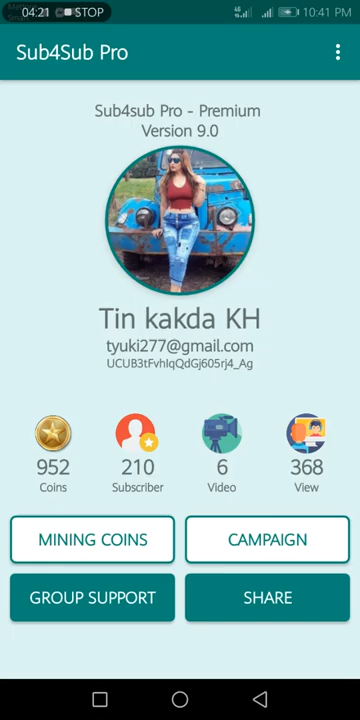 04:21 STOP
10:41 PM
Sub4Sub Pro
Sub4sub Pro - Premium
Version 9.0
Tin kakda KH
tyuki277@gmail.com
UCUB3tFvhIqQdGj605rj4_Ag
952 210 6 368
Coins Subscriber Video View
MINING COINS CAMPAIGN
GROUP SUPPORT SHARE